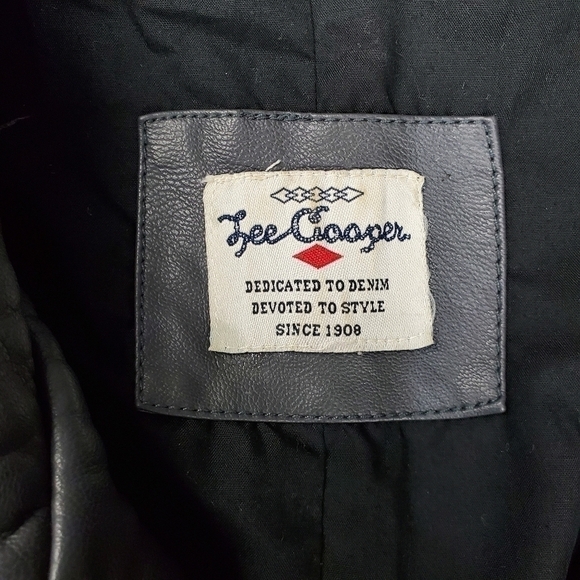 Lee Cooper
DEDICATED TO DENIM
DEVOTED TO STYLE
SINCE 1908